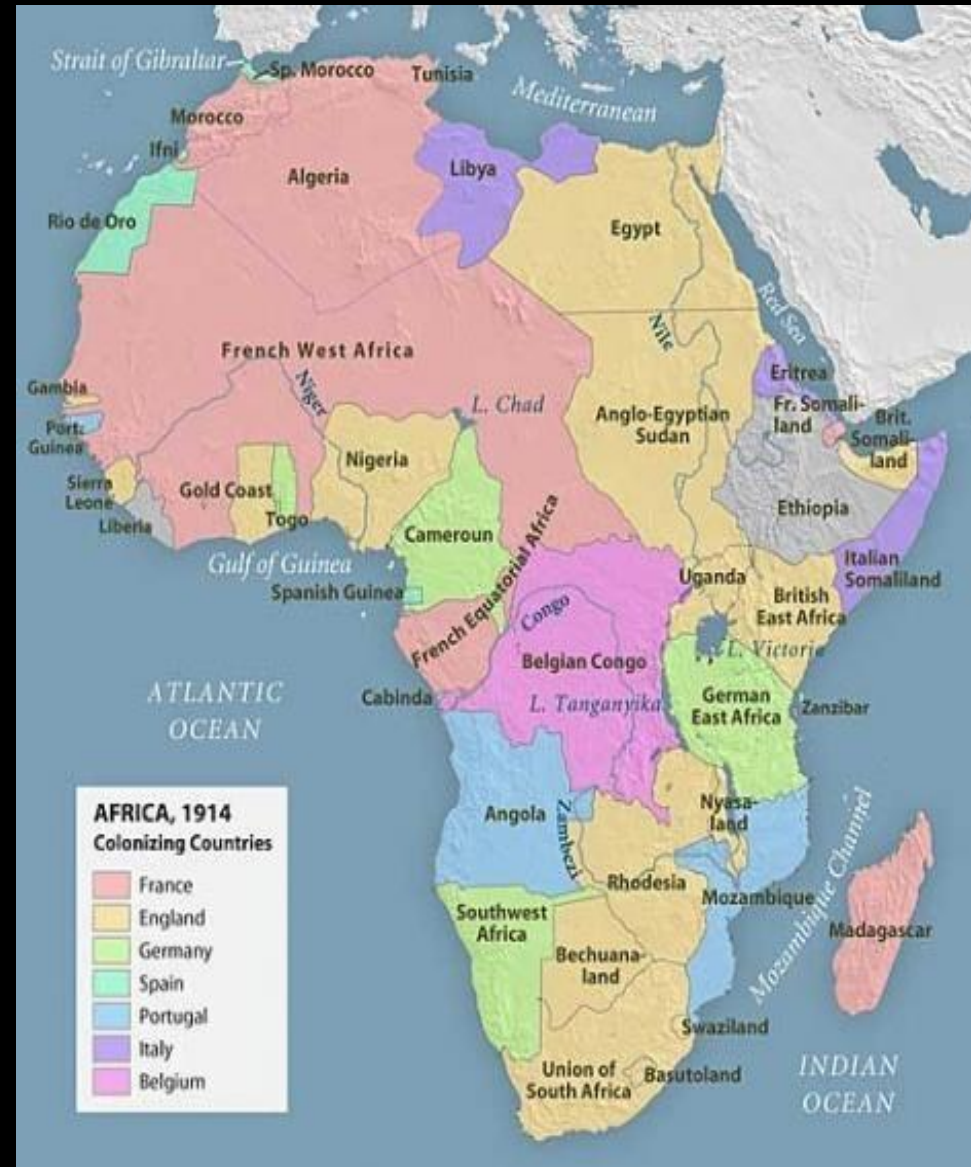 Strait of Gibraltar
Sp. Morocco
Tunisia
Mediterranean
Morocco
Ifni
Algeria
Libya
Rio de Oro
Egypt
Red Sea
Nile
French West Africa
Niger
L. Chad
Eritrea
Gambia
Port.
Guinea
Fr. Somali-
land
Brit.
Somali-
land
Anglo-Egyptian
Sudan
Nigeria
Sierra
Leone
Gold Coast
Liberia
Togo
Ethiopia
Cameroun
Gulf of Guinea
Italian
Somaliland
Spanish Guinea
French Equatorial Africa
Uganda
British
East Africa
Congo
L. Victoria
Belgian Congo
ATLANTIC
OCEAN
Cabinda
L. Tanganyika
German
East Africa
Zanzibar
Angola
Zambezi
Nyasa-
land
Mozambique Channel
Rhodesia
Mozambique
Southwest
Africa
Bechuana-
land
Madagascar
Swaziland
Union of
South Africa
Basutoland
INDIAN
OCEAN
AFRICA, 1914
Colonizing Countries
France
England
Germany
Spain
Portugal
Italy
Belgium